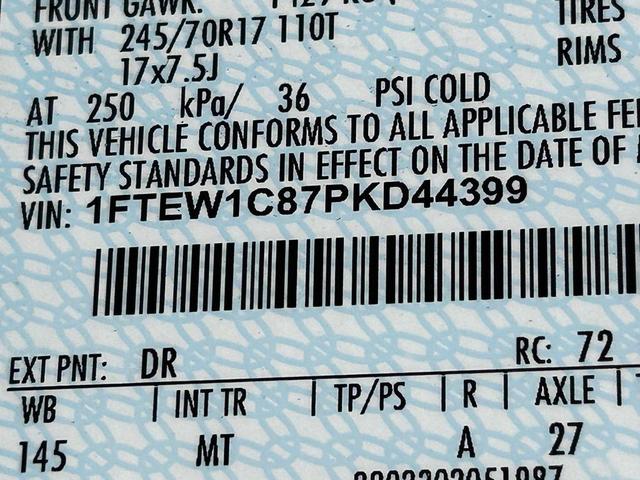 FRONT GAWR:
WITH 245/70R17 110T TIRES
17x7.5J RIMS
AT 250 kPa/ 36 PSI COLD
THIS VEHICLE CONFORMS TO ALL APPLICABLE
SAFETY STANDARDS IN EFFECT ON THE DATE OF
VIN: 1FTEW1C87PKD44399
EXT PNT: DR RC: 72
WB | INT TR | TP/PS | R | AXLE |
145 MT A 27